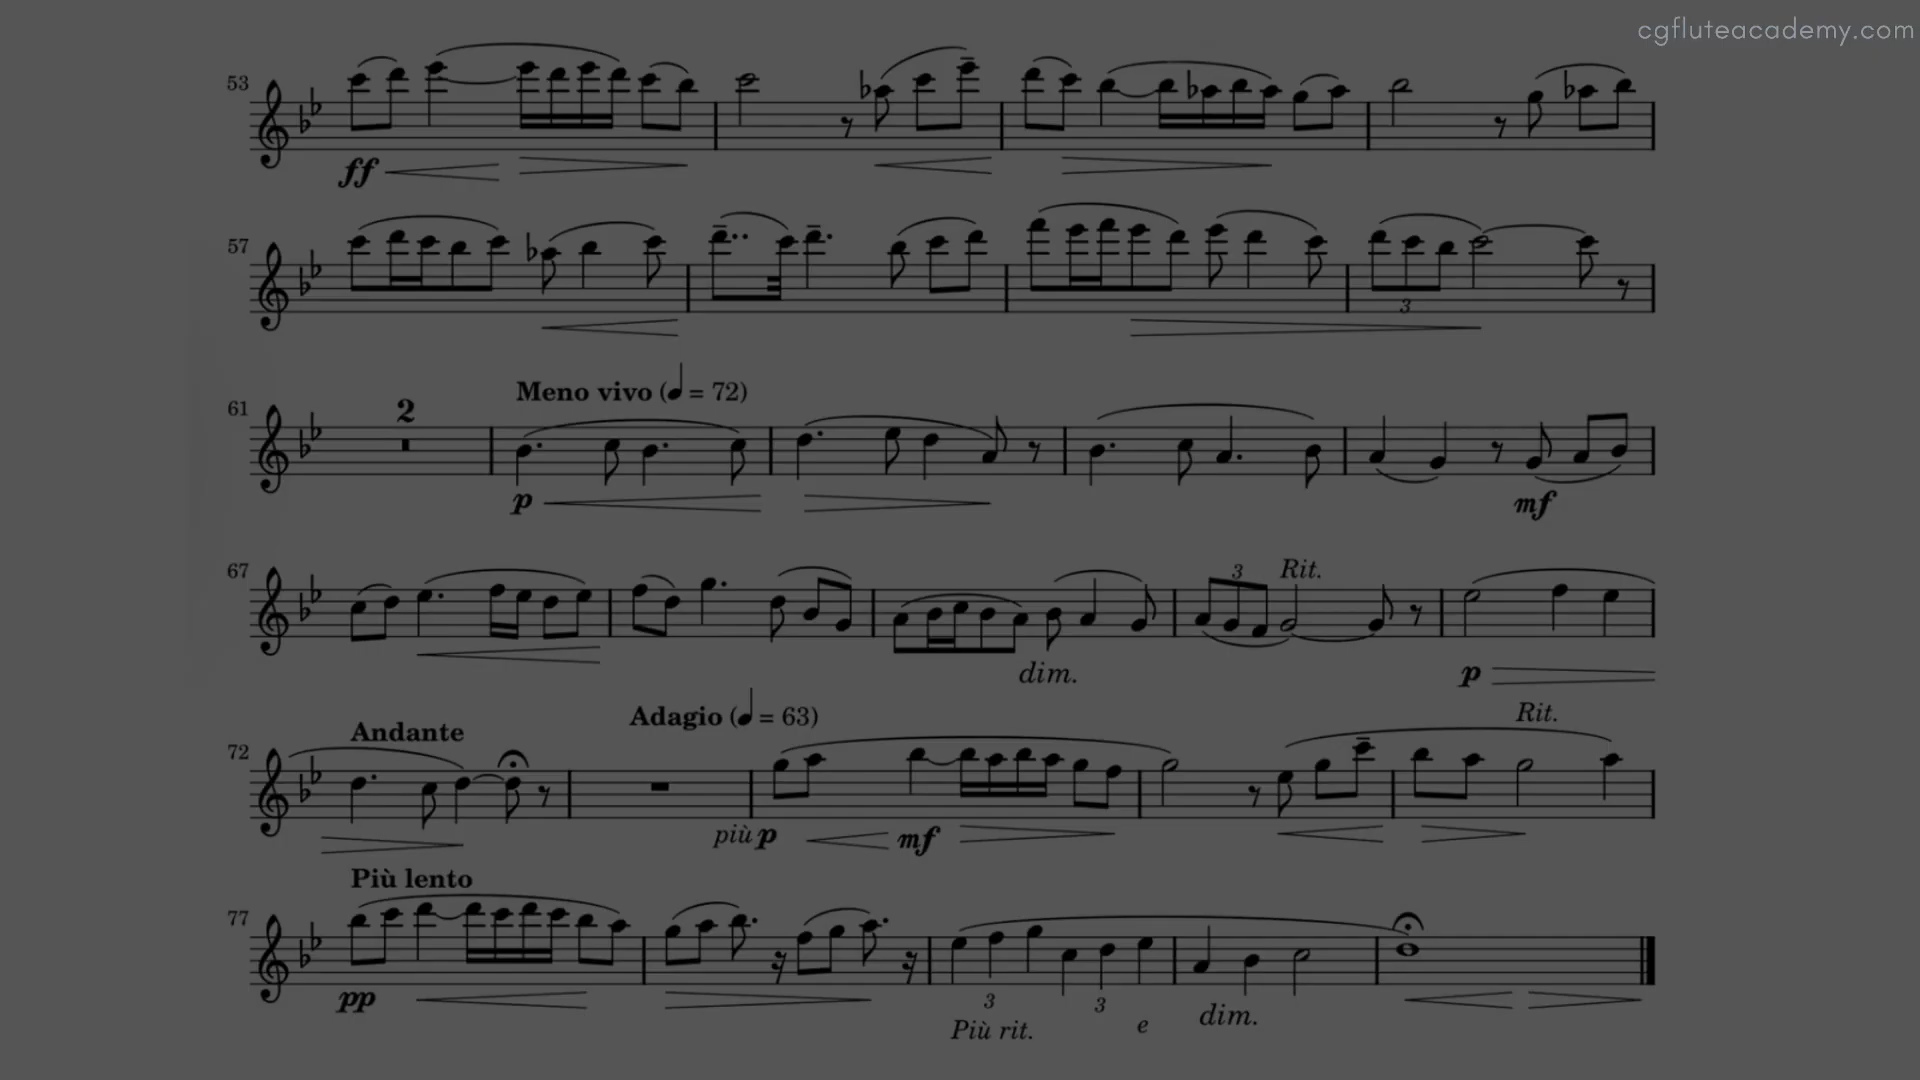 cgfluteacademy.com
53
ff
57
3
61
2
Meno vivo (♩ = 72)
p
mf
67
3
Rit.
dim.
p
72
Andante
Adagio (♩ = 63)
Rit.
più p
mf
77
Più lento
pp
3
3
Più rit.
e
dim.